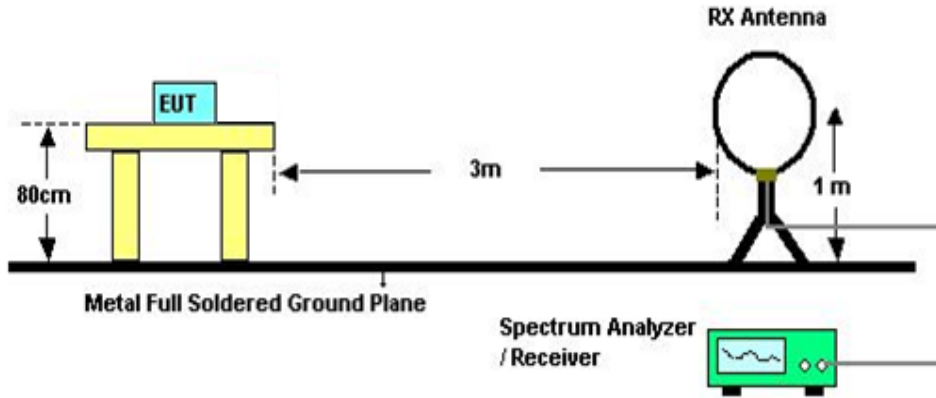 RX Antenna
EUT
80cm
3m
1 m
Metal Full Soldered Ground Plane
Spectrum Analyzer
/ Receiver